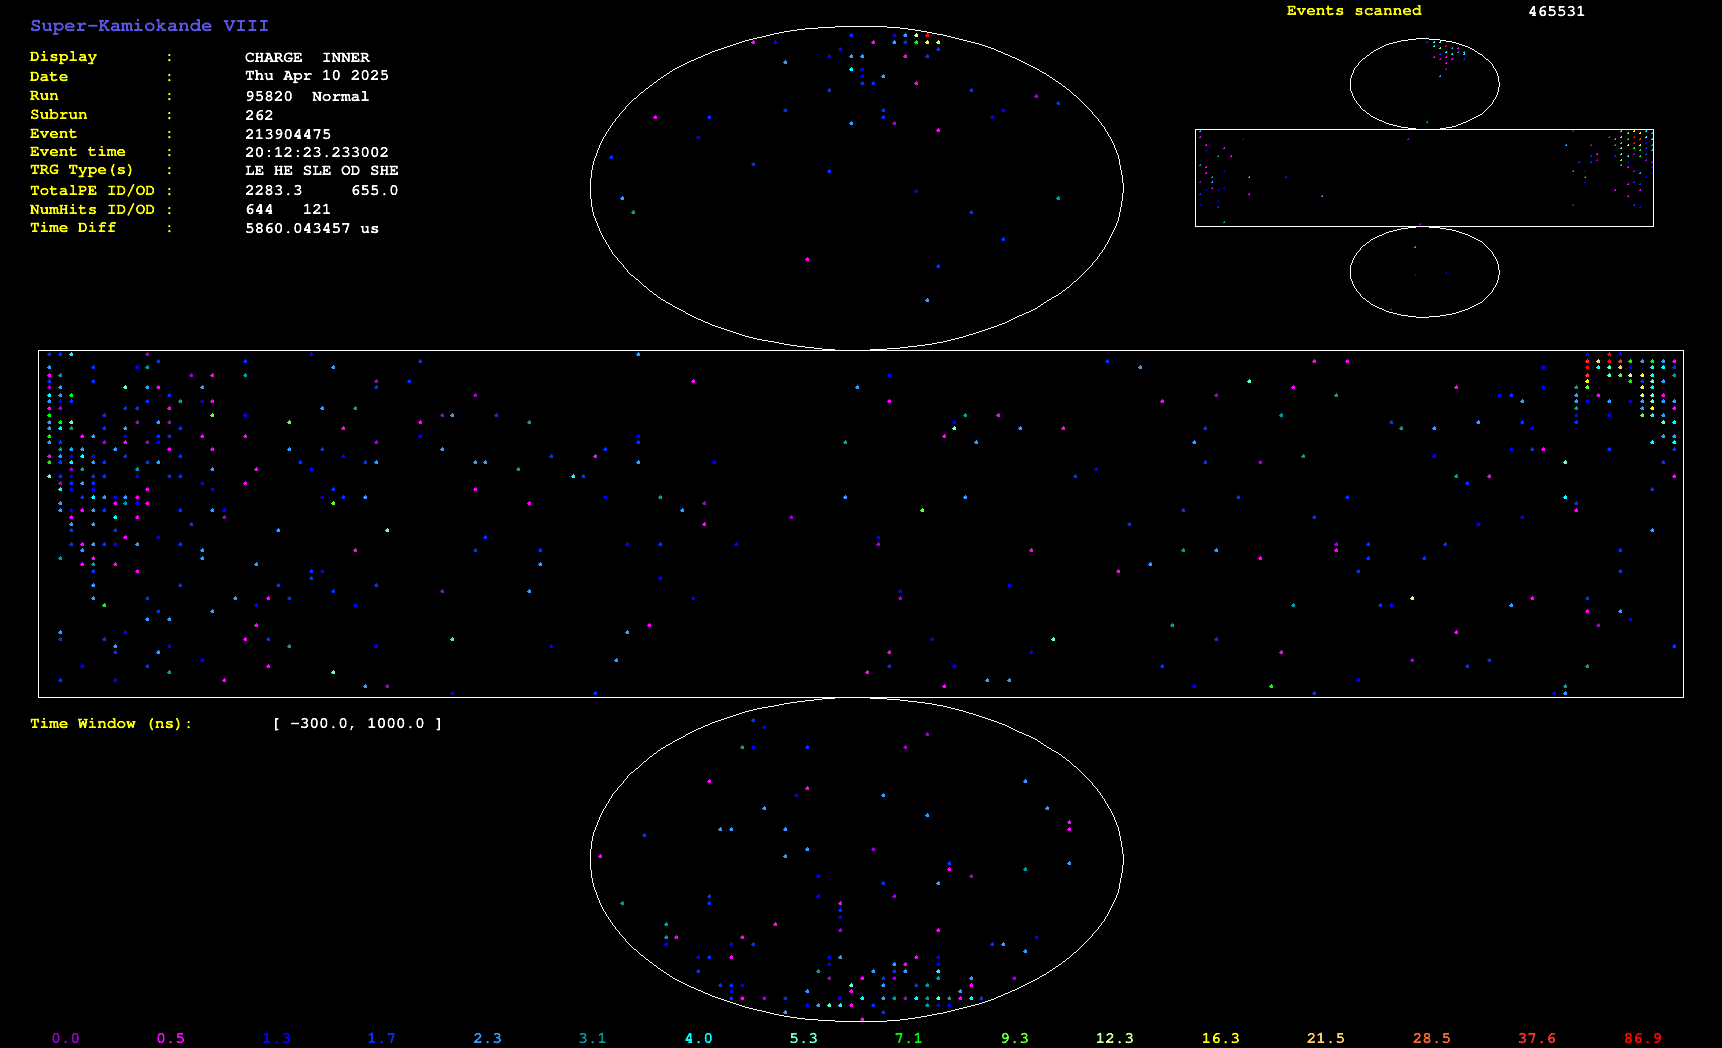 Super-Kamiokande VIII
Events scanned 465531
Display : CHARGE INNER
Date : Thu Apr 10 2025
Run : 95820 Normal
Subrun : 262
Event : 213904475
Event time : 20:12:23.233002
TRG Type(s) : LE HE SLE OD SHE
TotalPE ID/OD : 2283.3 655.0
NumHits ID/OD : 644 121
Time Diff : 5860.043457 us
Time Window (ns): [ -300.0, 1000.0 ]
0.0 0.5 1.3 1.7 2.3 3.1 4.0 5.3 7.1 9.3 12.3 16.3 21.5 28.5 37.6 86.9